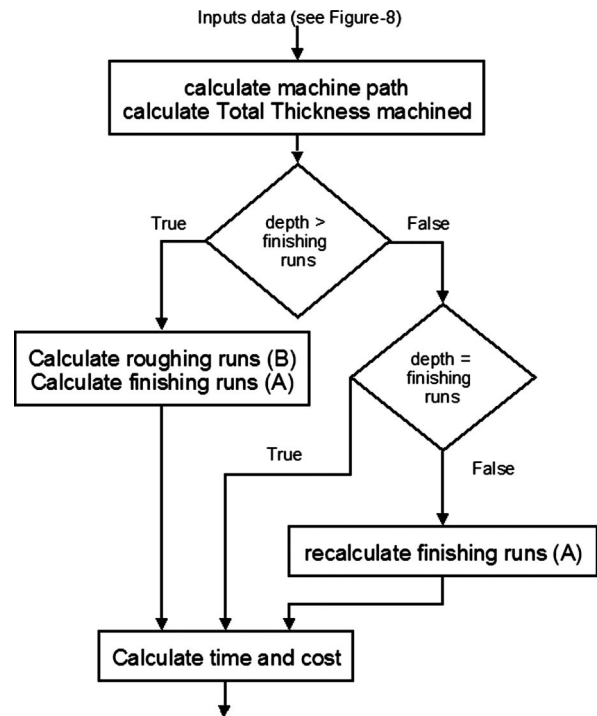 Inputs data (see Figure-8)
calculate machine path
calculate Total Thickness machined
True
depth >
finishing
runs
False
Calculate roughing runs (B)
Calculate finishing runs (A)
depth =
finishing
runs
True
False
recalculate finishing runs (A)
Calculate time and cost